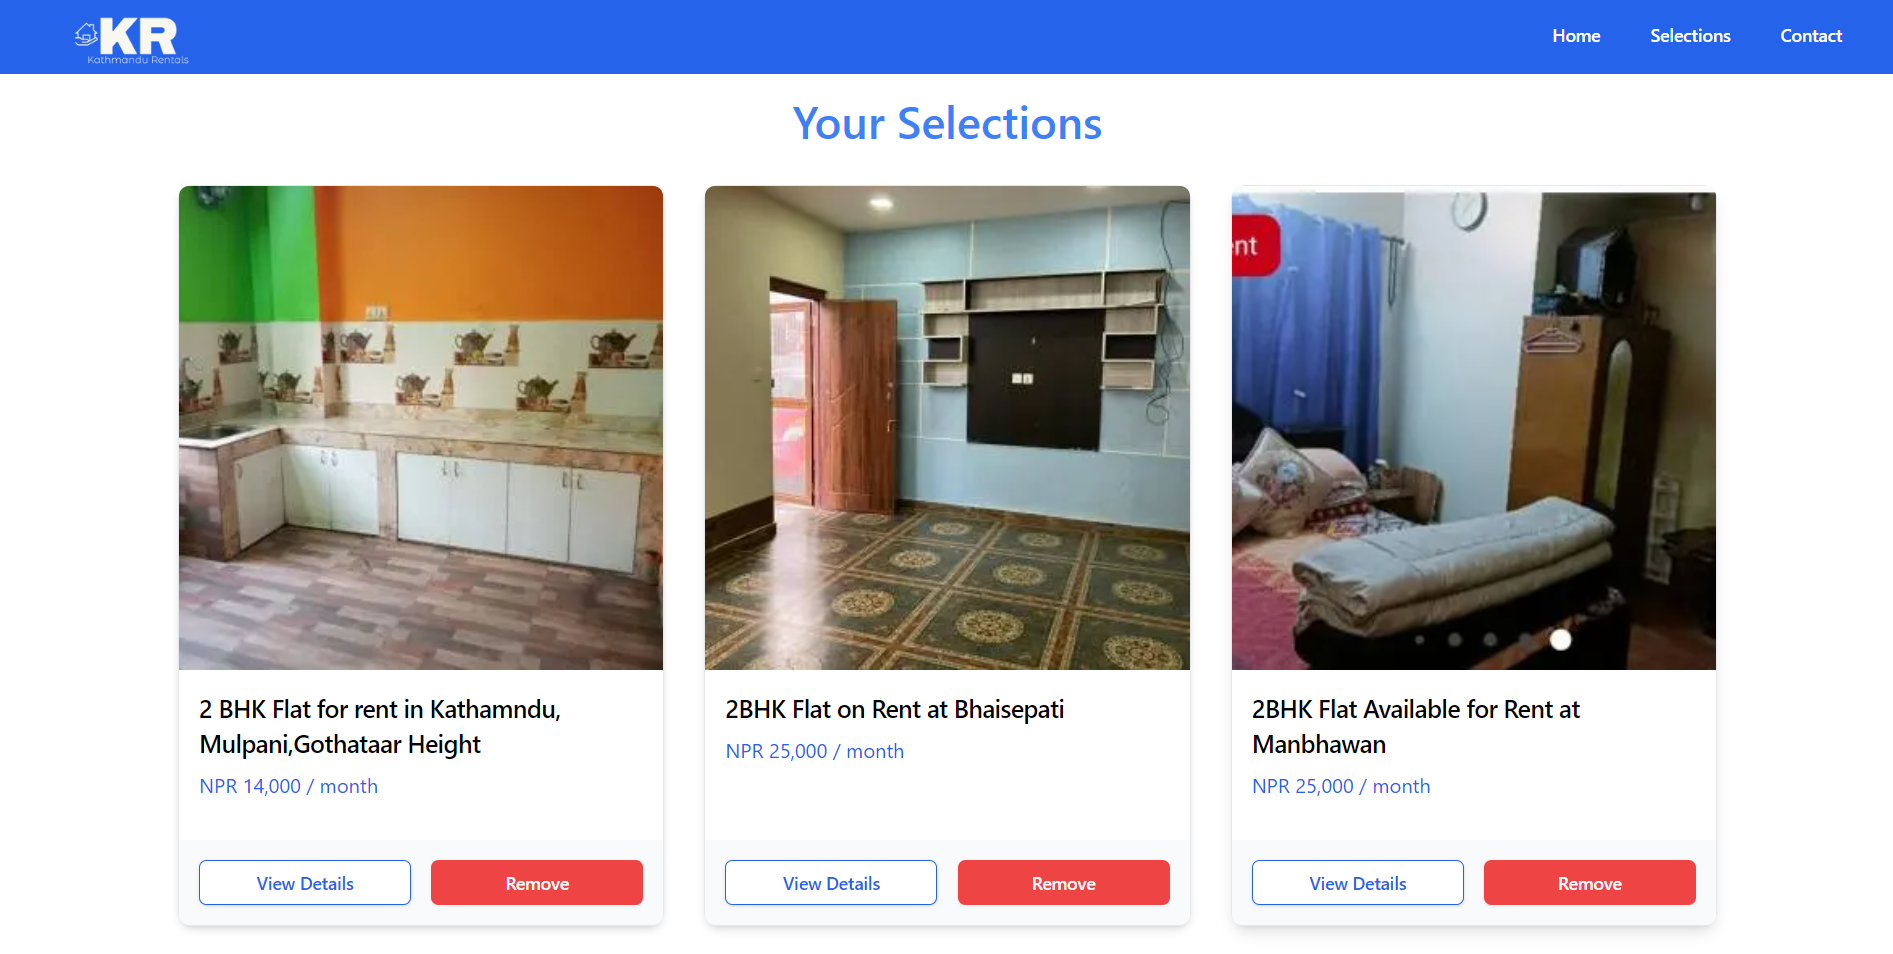 KR
Kathmandu Rentals
Home
Selections
Contact
Your Selections
ent
2 BHK Flat for rent in Kathamndu,
Mulpani,Gothataar Height
NPR 14,000 / month
View Details
Remove
2BHK Flat on Rent at Bhaisepati
NPR 25,000 / month
View Details
Remove
2BHK Flat Available for Rent at
Manbhawan
NPR 25,000 / month
View Details
Remove